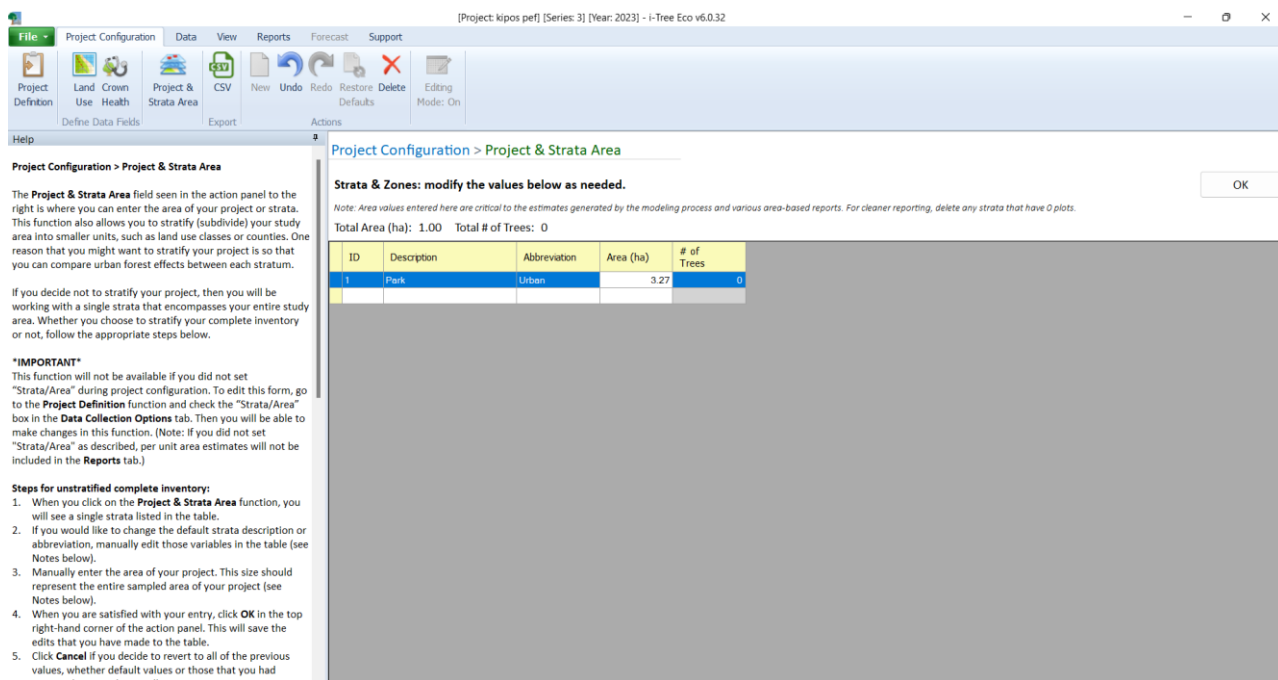 [Project: kipos pef] [Series: 3] [Year: 2023] - i-Tree Eco v6.0.32
File Project Configuration Data View Reports Forecast Support
Project Definition
Land Use
Crown Health
Project & Strata Area
CSV
New Undo Redo Restore Defaults Delete
Editing Mode: On
Define Data Fields Export Actions
Help
Project Configuration > Project & Strata Area
The Project & Strata Area field seen in the action panel to the
right is where you can enter the area of your project or strata.
This function also allows you to stratify (subdivide) your study
area into smaller units, such as land use classes or counties. One
reason that you might want to stratify your project is so that
you can compare urban forest effects between each stratum.
If you decide not to stratify your project, then you will be
working with a single strata that encompasses your entire study
area. Whether you choose to stratify your complete inventory
or not, follow the appropriate steps below.
*IMPORTANT*
This function will not be available if you did not set
"Strata/Area" during project configuration. To edit this form, go
to the Project Definition function and check the "Strata/Area"
box in the Data Collection Options tab. Then you will be able to
make changes in this function. (Note: If you did not set
"Strata/Area" as described, per unit area estimates will not be
included in the Reports tab.)
Steps for unstratified complete inventory:
1. When you click on the Project & Strata Area function, you
will see a single strata listed in the table.
2. If you would like to change the default strata description or
abbreviation, manually edit those variables in the table (see
Notes below).
3. Manually enter the area of your project. This size should
represent the entire sampled area of your project (see
Notes below).
4. When you are satisfied with your entry, click OK in the top
right-hand corner of the action panel. This will save the
edits that you have made to the table.
5. Click Cancel if you decide to revert to all of the previous
values, whether default values or those that you had
Project Configuration > Project & Strata Area
Strata & Zones: modify the values below as needed.
OK
Note: Area values entered here are critical to the estimates generated by the modeling process and various area-based reports. For cleaner reporting, delete any strata that have 0 plots.
Total Area (ha): 1.00 Total # of Trees: 0
ID Description Abbreviation Area (ha) # of Trees
1 Park Urban 3.27 0